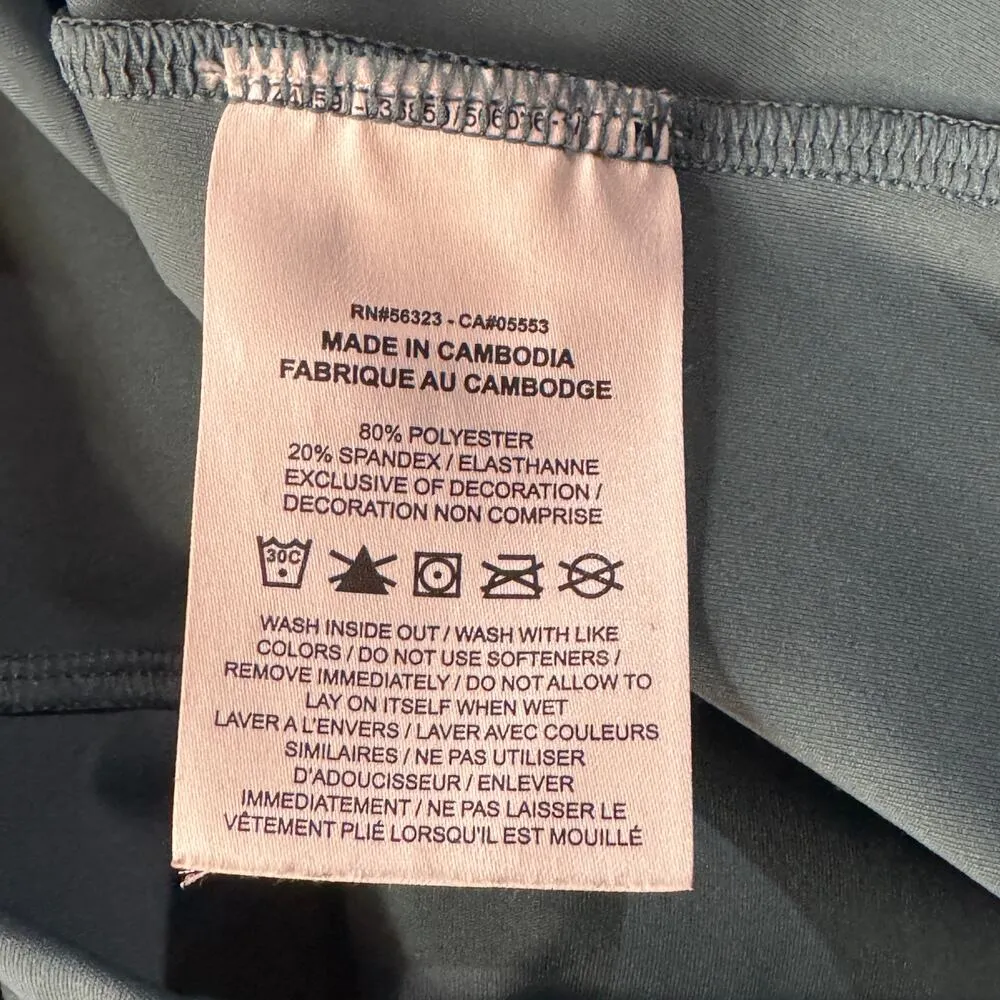 RN#56323 - CA#05553
MADE IN CAMBODIA
FABRIQUE AU CAMBODGE
80% POLYESTER
20% SPANDEX / ELASTHANNE
EXCLUSIVE OF DECORATION /
DECORATION NON COMPRISE
30C
WASH INSIDE OUT / WASH WITH LIKE
COLORS / DO NOT USE SOFTENERS /
REMOVE IMMEDIATELY / DO NOT ALLOW TO
LAY ON ITSELF WHEN WET
LAVER A L'ENVERS / LAVER AVEC COULEURS
SIMILAIRES / NE PAS UTILISER
D'ADOUCISSEUR / ENLEVER
IMMEDIATEMENT / NE PAS LAISSER LE
VÊTEMENT PLIÉ LORSQU'IL EST MOUILLÉ